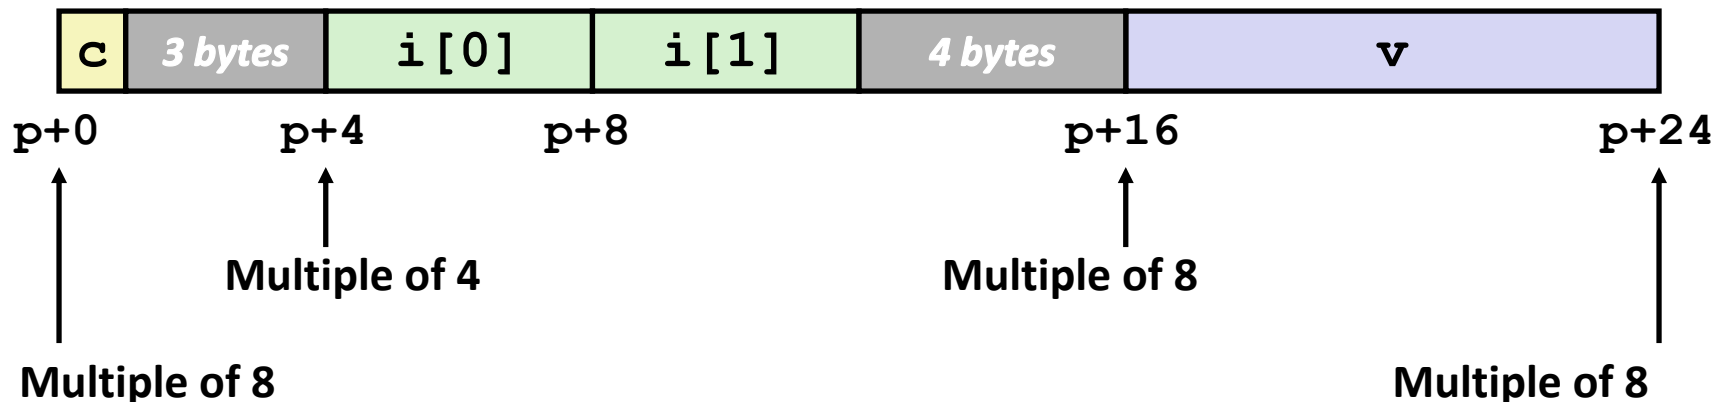 c 3 bytes i[0] i[1] 4 bytes v
p+0 p+4 p+8 p+16 p+24
Multiple of 4 Multiple of 8
Multiple of 8 Multiple of 8